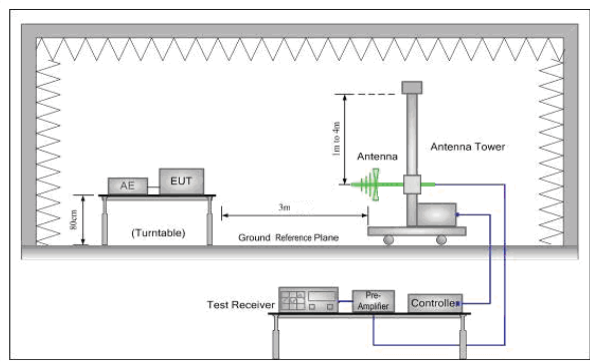 1m to 4m
Antenna
Antenna Tower
AE
EUT
80cm
(Turntable)
3m
Ground Reference Plane
Test Receiver
Pre-
Amplifier
Controller